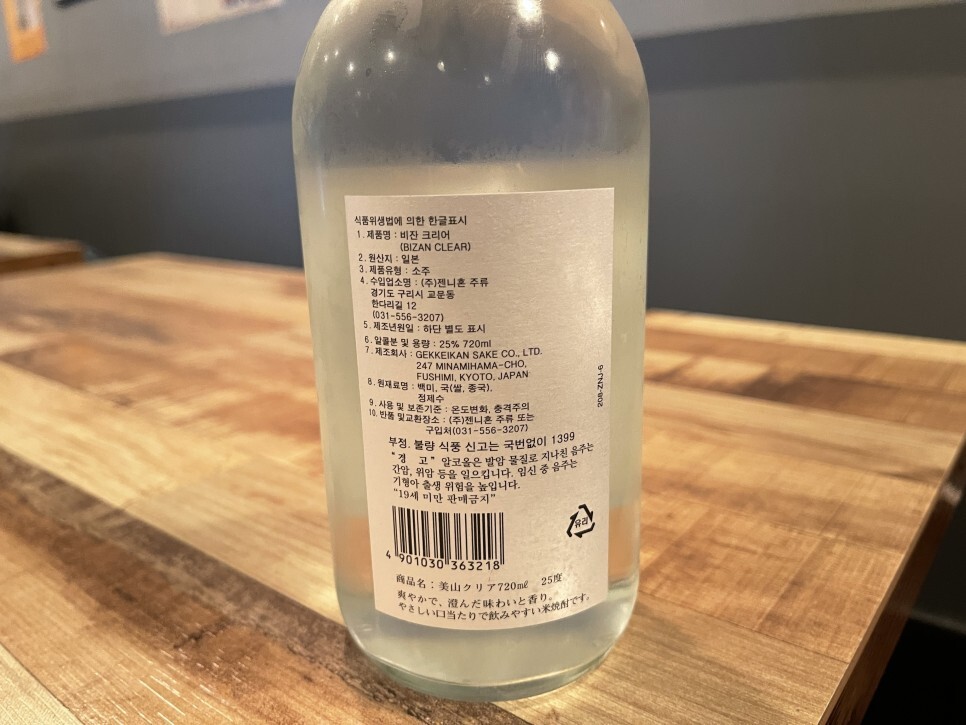 식품위생법에 의한 한글표시
1. 제품명 : 비잔 크리어
(BIZAN CLEAR)
2. 원산지 : 일본
3. 제품유형 : 소주
4. 수입업소명 : (주)젠니혼 주류
경기도 구리시 교문동
한다리길 12
(031-556-3207)
5. 제조년원일 : 하단 별도 표시
6. 알콜분 및 용량 : 25% 720ml
7. 제조회사 : GEKKEIKAN SAKE CO., LTD.
247 MINAMIHAMA-CHO,
FUSHIMI, KYOTO, JAPAN
8. 원재료명 : 백미, 국(쌀, 종국),
정제수
9. 사용 및 보존기준 : 온도변화, 충격주의
10. 반품 및교환장소 : (주)젠니혼 주류 또는
구입처(031-556-3207)
부정. 불량 식품 신고는 국번없이 1399
"경 고" 알코올은 발암 물질로 지나친 음주는
간암, 위암 등을 일으킵니다. 임신 중 음주는
기형아 출생 위험을 높입니다.
"19세 미만 판매금지"
208-ZNJ-6
유리
4 901030 363218
商品名：美山クリア720㎖ 25度
爽やかで、澄んだ味わいと香り。
やさしい口当たりで飲みやすい米焼酎です。